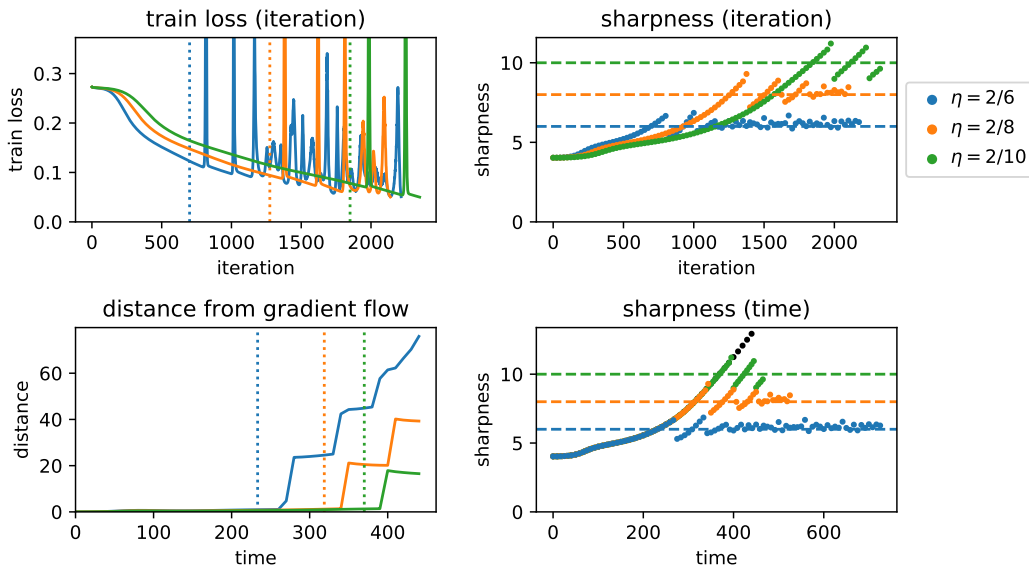 train loss (iteration)
train loss
0.3
0.2
0.1
0.0
0 500 1000 1500 2000
iteration
sharpness (iteration)
sharpness
10
5
0
0 500 1000 1500 2000
iteration
η = 2/6
η = 2/8
η = 2/10
distance from gradient flow
distance
60
40
20
0
0 100 200 300 400
time
sharpness (time)
sharpness
10
5
0
0 200 400 600
time